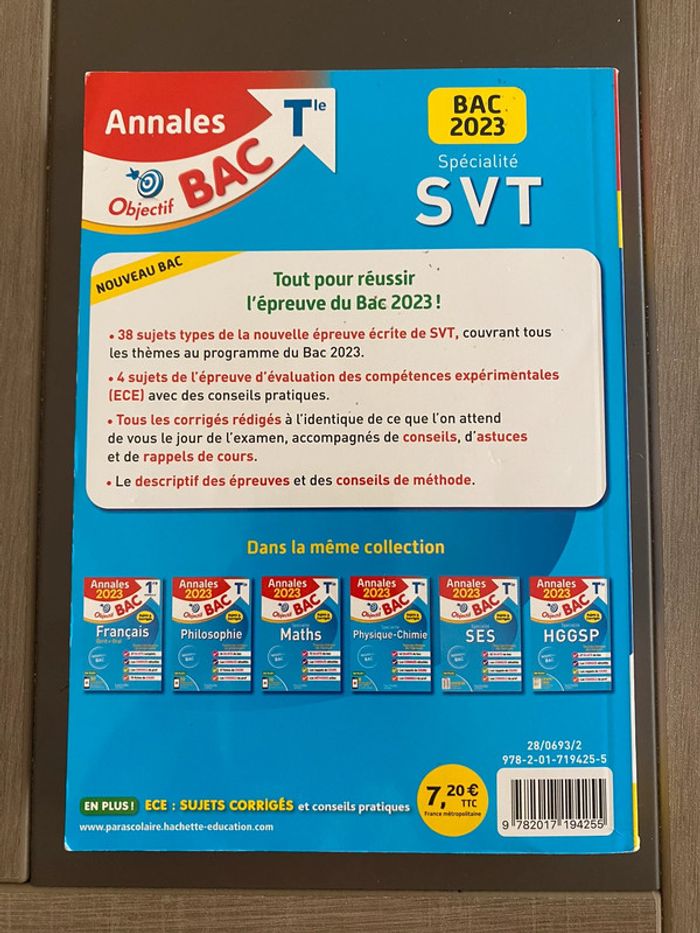 Annales
Tle
Objectif BAC
BAC 2023
Spécialité
SVT
NOUVEAU BAC
Tout pour réussir
l'épreuve du Bac 2023 !
• 38 sujets types de la nouvelle épreuve écrite de SVT, couvrant tous
les thèmes au programme du Bac 2023.
• 4 sujets de l'épreuve d'évaluation des compétences expérimentales
(ECE) avec des conseils pratiques.
• Tous les corrigés rédigés à l'identique de ce que l'on attend
de vous le jour de l'examen, accompagnés de conseils, d'astuces
et de rappels de cours.
• Le descriptif des épreuves et des conseils de méthode.
Dans la même collection
Annales 2023 1re Objectif BAC Français
Annales 2023 Tle Objectif BAC Philosophie
Annales 2023 Tle Objectif BAC Maths
Annales 2023 Tle Objectif BAC Physique-Chimie
Annales 2023 Tle Objectif BAC SES
Annales 2023 Tle Objectif BAC HGGSP
28/0693/2
978-2-01-719425-5
EN PLUS ! ECE : SUJETS CORRIGÉS et conseils pratiques
www.parascolaire.hachette-education.com
7,20 €
TTC
France métropolitaine
9 782017 194255